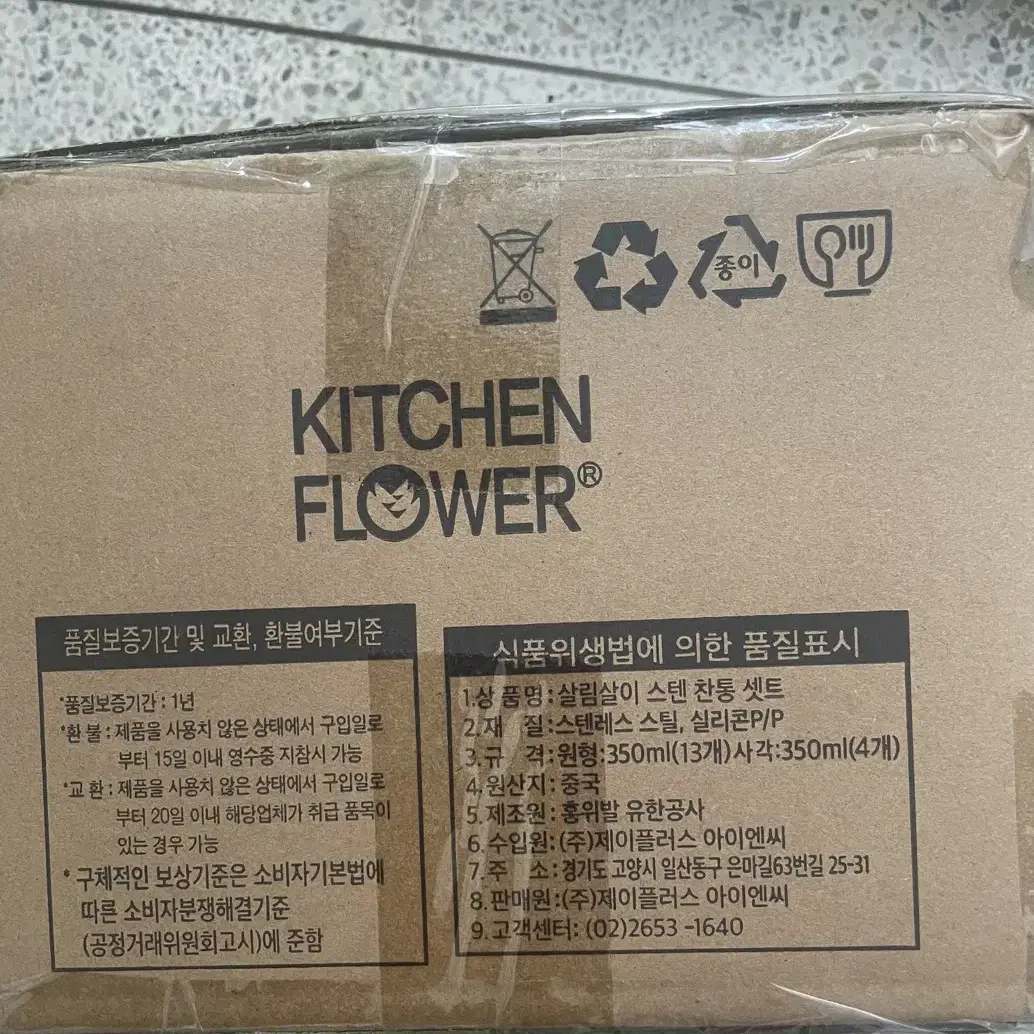 종이
KITCHEN
FLOWER®
품질보증기간 및 교환, 환불여부기준
*품질보증기간 : 1년
*환 불 : 제품을 사용치 않은 상태에서 구입일로
부터 15일 이내 영수중 지참시 가능
*교 환 : 제품을 사용치 않은 상태에서 구입일로
부터 20일 이내 해당업체가 취급 품목이
있는 경우 가능
* 구체적인 보상기준은 소비자기본법에
따른 소비자분쟁해결기준
(공정거래위원회고시)에 준함
식품위생법에 의한 품질표시
1.상 품 명 : 살림살이 스텐 찬통 셋트
2.재 질 : 스텐레스 스틸, 실리콘P/P
3.규 격 : 원형:350ml(13개)사각:350ml(4개)
4.원산지 : 중국
5.제조원 : 홍위발 유한공사
6.수입원 : (주)제이플러스 아이엔씨
7.주 소 : 경기도 고양시 일산동구 은마길63번길 25-31
8.판매원 : (주)제이플러스 아이엔씨
9.고객센터: (02)2653 -1640